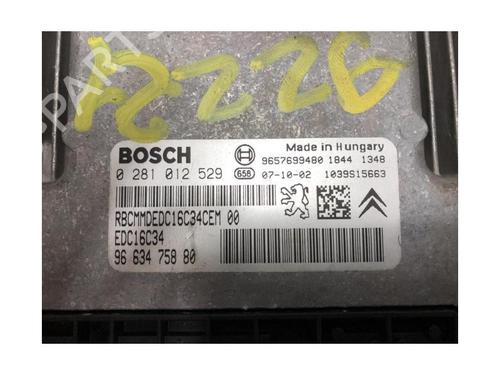 BOSCH
Made in Hungary
9657699480 1844 1348
0 281 012 529 658 07-10-02 1039S15663
RBCMMDEDC16C34CEM 00
EDC16C34
96 634 758 80